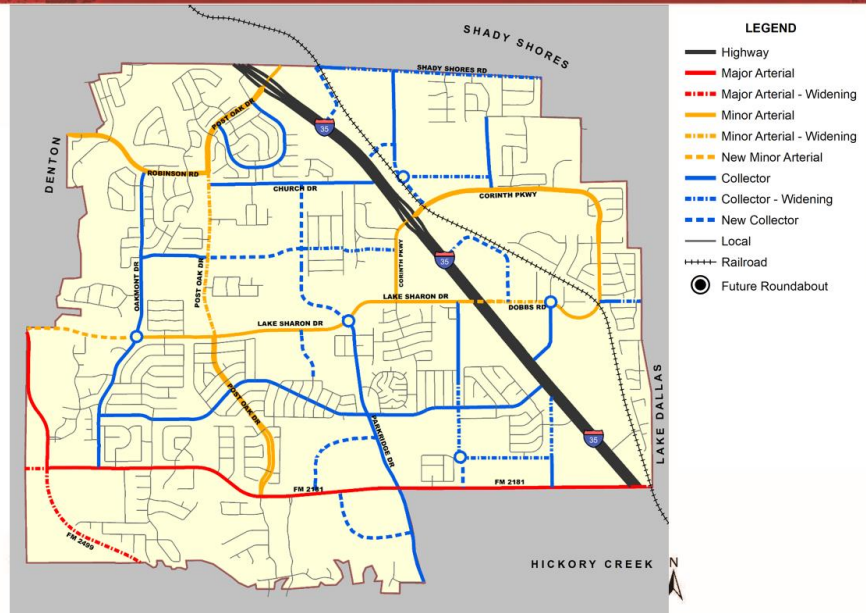 SHADY SHORES
SHADY SHORES RD
POST OAK DR
35
DENTON
ROBINSON RD
CHURCH DR
CORINTH PKWY
CORINTH PKWY
35
OAKMONT DR
POST OAK DR
LAKE SHARON DR
DOBBS RD
LAKE SHARON DR
POST OAK DR
PARKRIDGE DR
LAKE DALLAS
35
FM 2181
FM 2181
FM 2499
HICKORY CREEK
N
LEGEND
Highway
Major Arterial
Major Arterial - Widening
Minor Arterial
Minor Arterial - Widening
New Minor Arterial
Collector
Collector - Widening
New Collector
Local
Railroad
Future Roundabout